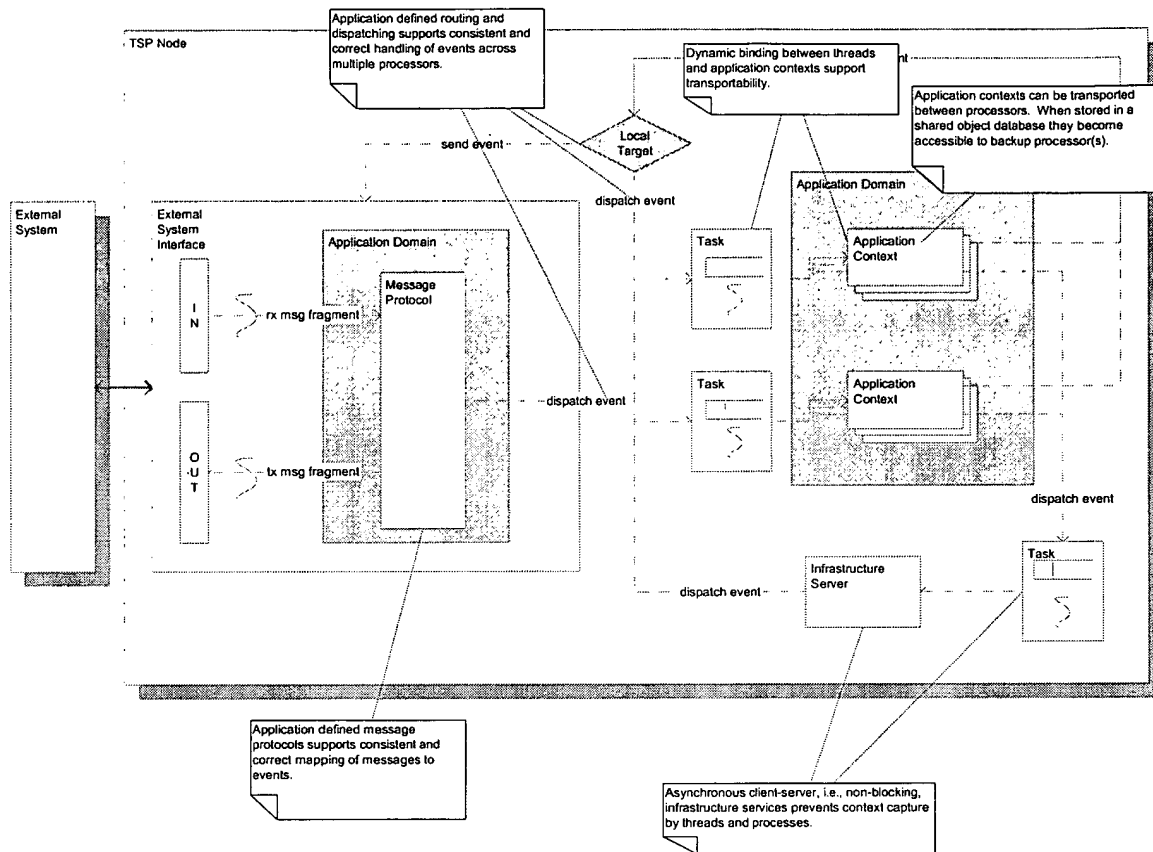 Application defined routing and
dispatching supports consistent and
correct handling of events across
multiple processors.
TSP Node
Dynamic binding between threads
and application contexts support
transportability.
Application contexts can be transported
between processors. When stored in a
shared object database they become
accessible to backup processor(s).
Local
Target
send event
dispatch event
Application Domain
External
System
External
System
Interface
Application Domain
Task
Application
Context
Message
Protocol
I
N
rx msg fragment
dispatch event
Task
Application
Context
O
U
T
tx msg fragment
dispatch event
Infrastructure
Server
Task
dispatch event
Application defined message
protocols supports consistent and
correct mapping of messages to
events.
Asynchronous client-server, i.e., non-blocking,
infrastructure services prevents context capture
by threads and processes.